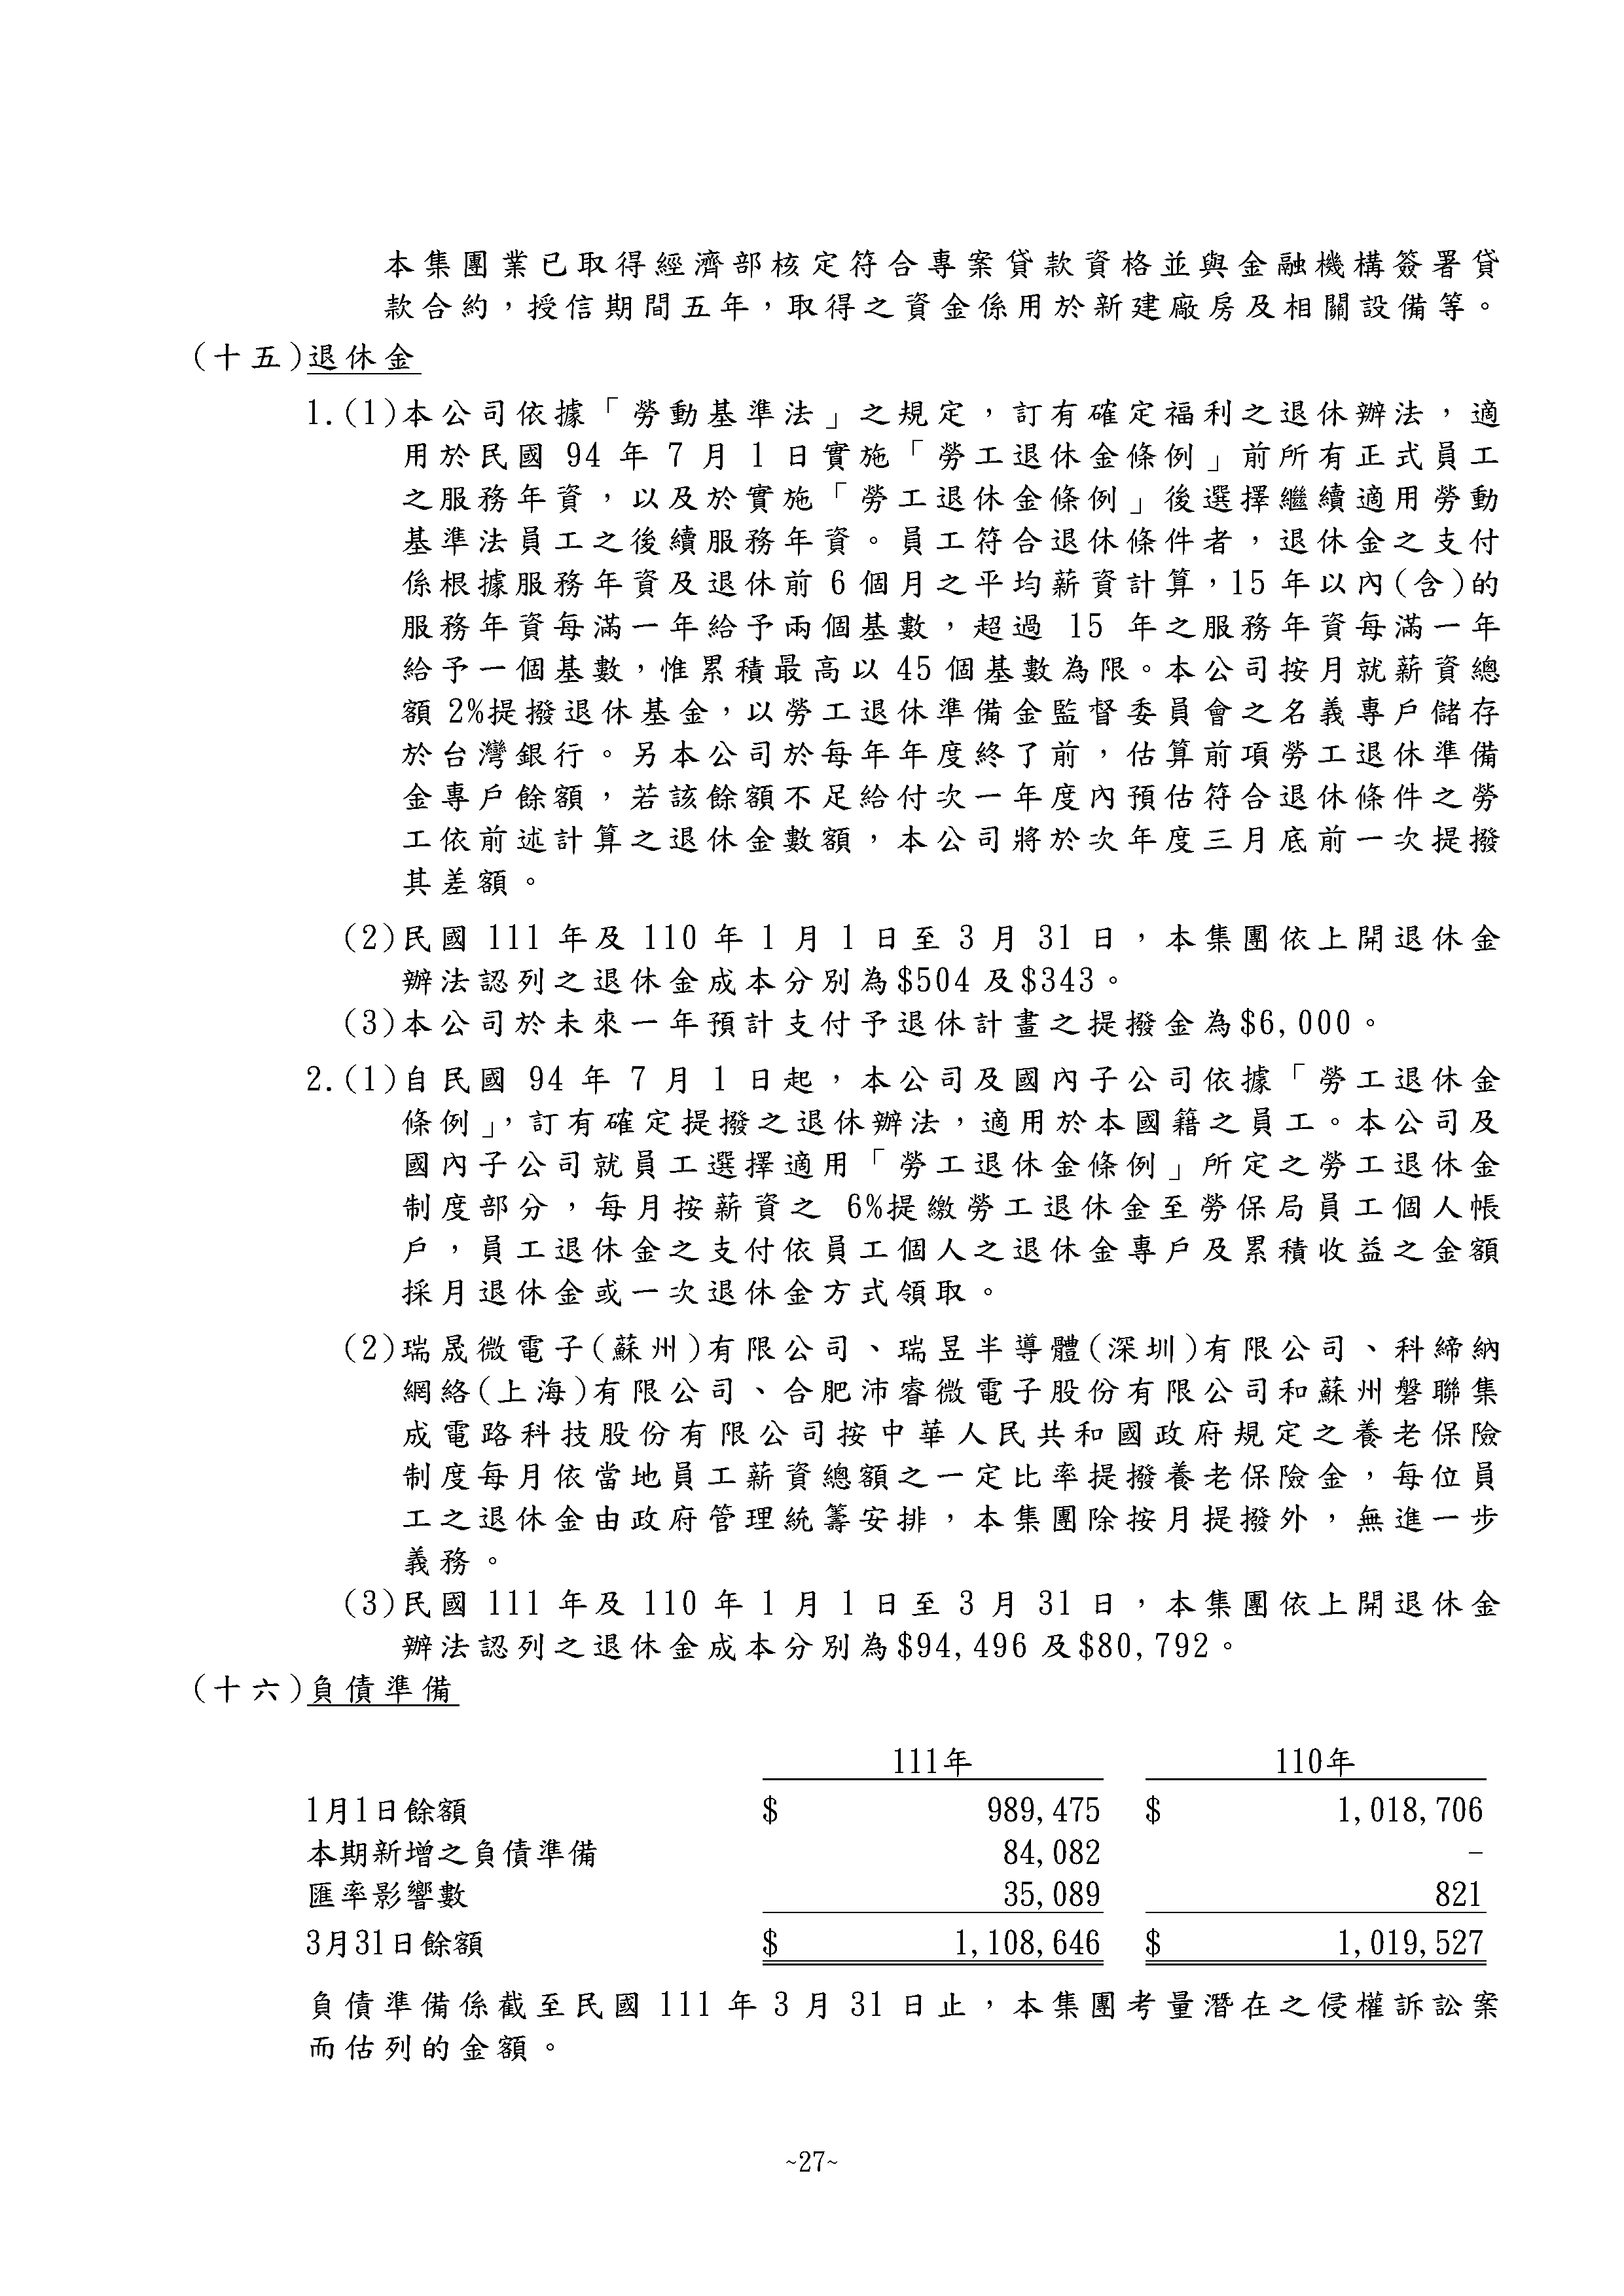 本集團業已取得經濟部核定符合專案貸款資格並與金融機構簽署貸
款合約，授信期間五年，取得之資金係用於新建廠房及相關設備等。
(十五)退休金
1.(1)本公司依據「勞動基準法」之規定，訂有確定福利之退休辦法，適
用於民國 94 年 7 月 1 日實施「勞工退休金條例」前所有正式員工
之服務年資，以及於實施「勞工退休金條例」後選擇繼續適用勞動
基準法員工之後續服務年資。員工符合退休條件者，退休金之支付
係根據服務年資及退休前 6 個月之平均薪資計算，15 年以內(含)的
服務年資每滿一年給予兩個基數，超過 15 年之服務年資每滿一年
給予一個基數，惟累積最高以 45 個基數為限。本公司按月就薪資總
額 2%提撥退休基金，以勞工退休準備金監督委員會之名義專戶儲存
於台灣銀行。另本公司於每年年度終了前，估算前項勞工退休準備
金專戶餘額，若該餘額不足給付次一年度內預估符合退休條件之勞
工依前述計算之退休金數額，本公司將於次年度三月底前一次提撥
其差額。
(2)民國 111 年及 110 年 1 月 1 日至 3 月 31 日，本集團依上開退休金
辦法認列之退休金成本分別為$504 及$343。
(3)本公司於未來一年預計支付予退休計畫之提撥金為$6,000。
2.(1)自民國 94 年 7 月 1 日起，本公司及國內子公司依據「勞工退休金
條例」，訂有確定提撥之退休辦法，適用於本國籍之員工。本公司及
國內子公司就員工選擇適用「勞工退休金條例」所定之勞工退休金
制度部分，每月按薪資之 6%提繳勞工退休金至勞保局員工個人帳
戶，員工退休金之支付依員工個人之退休金專戶及累積收益之金額
採月退休金或一次退休金方式領取。
(2)瑞晟微電子(蘇州)有限公司、瑞昱半導體(深圳)有限公司、科締納
網絡(上海)有限公司、合肥沛睿微電子股份有限公司和蘇州磐聯集
成電路科技股份有限公司按中華人民共和國政府規定之養老保險
制度每月依當地員工薪資總額之一定比率提撥養老保險金，每位員
工之退休金由政府管理統籌安排，本集團除按月提撥外，無進一步
義務。
(3)民國 111 年及 110 年 1 月 1 日至 3 月 31 日，本集團依上開退休金
辦法認列之退休金成本分別為$94,496 及$80,792。
(十六)負債準備
111年 110年
1月1日餘額 $ 989,475 $ 1,018,706
本期新增之負債準備 84,082 -
匯率影響數 35,089 821
3月31日餘額 $ 1,108,646 $ 1,019,527
負債準備係截至民國 111 年 3 月 31 日止，本集團考量潛在之侵權訴訟案
而估列的金額。
~27~